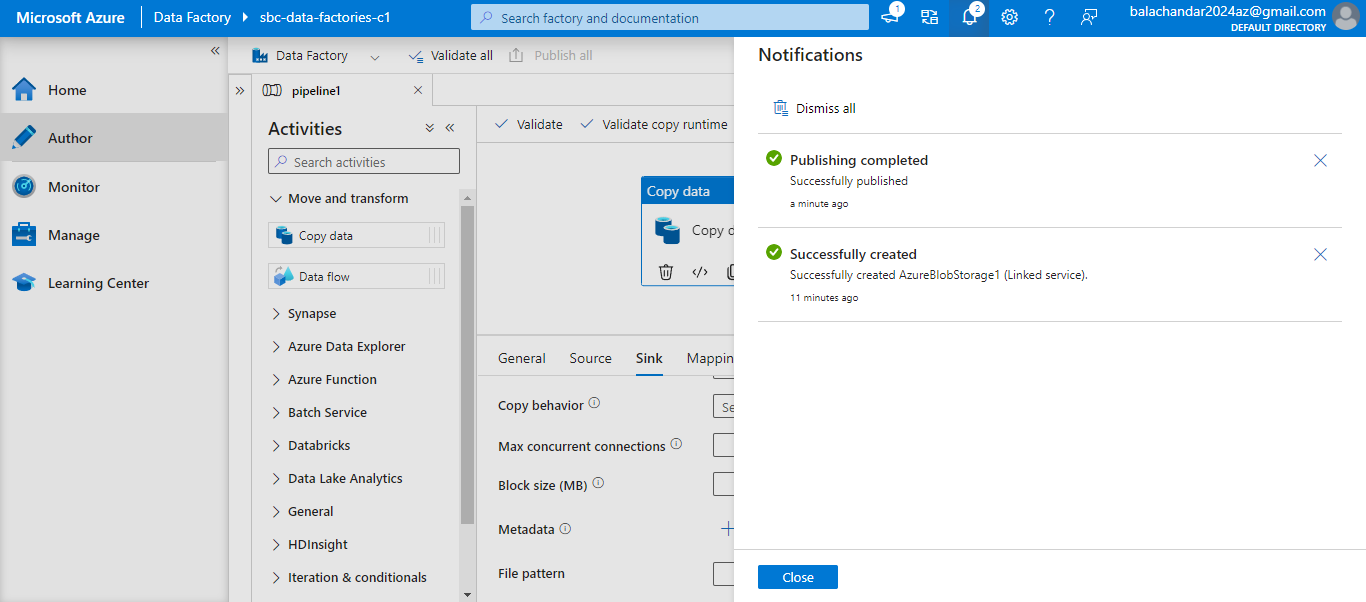 Microsoft Azure
Data Factory
sbc-data-factories-c1
Search factory and documentation
1
2
balachandar2024az@gmail.com
DEFAULT DIRECTORY
Home
Author
Monitor
Manage
Learning Center
Data Factory
Validate all
Publish all
pipeline1
Activities
Search activities
Move and transform
Copy data
Data flow
Synapse
Azure Data Explorer
Azure Function
Batch Service
Databricks
Data Lake Analytics
General
HDInsight
Iteration & conditionals
Validate
Validate copy runtime
Copy data
Copy d
General
Source
Sink
Mappin
Copy behavior
Se
Max concurrent connections
Block size (MB)
Metadata
File pattern
Notifications
Dismiss all
Publishing completed
Successfully published
a minute ago
Successfully created
Successfully created AzureBlobStorage1 (Linked service).
11 minutes ago
Close